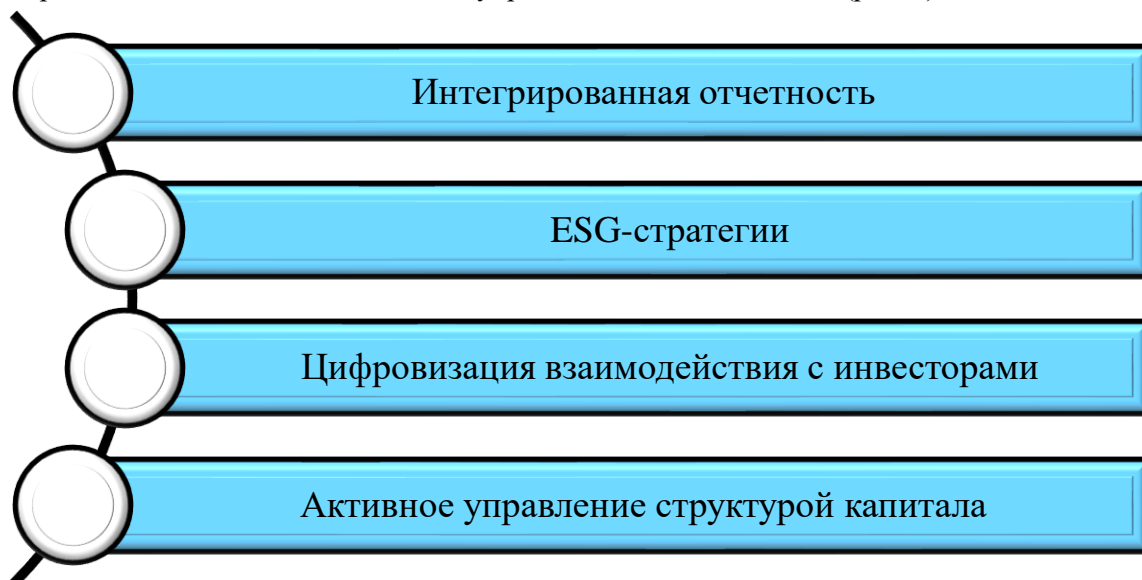 Интегрированная отчетность
ESG-стратегии
Цифровизация взаимодействия с инвесторами
Активное управление структурой капитала